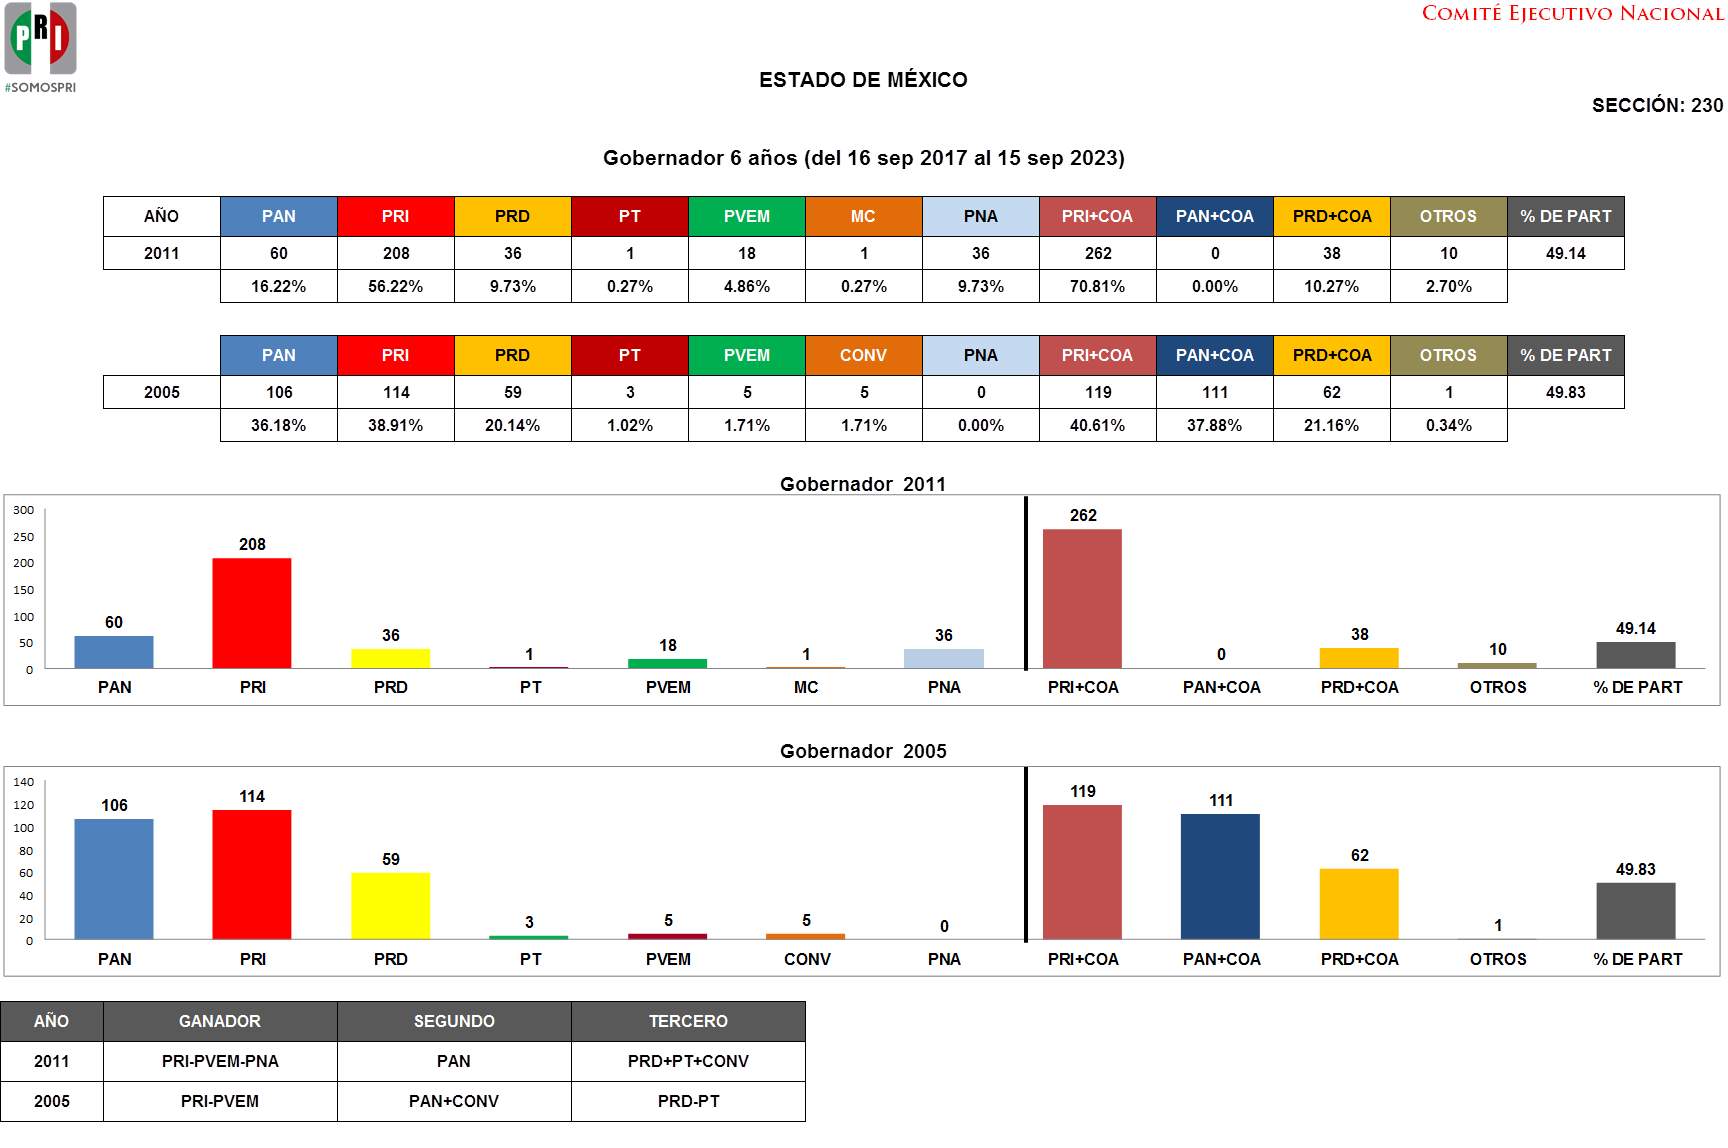 PRI
#SOMOSPRI
COMITÉ EJECUTIVO NACIONAL
ESTADO DE MÉXICO
SECCIÓN: 230
Gobernador 6 años (del 16 sep 2017 al 15 sep 2023)
AÑO PAN PRI PRD PT PVEM MC PNA PRI+COA PAN+COA PRD+COA OTROS % DE PART
2011 60 208 36 1 18 1 36 262 0 38 10 49.14
16.22% 56.22% 9.73% 0.27% 4.86% 0.27% 9.73% 70.81% 0.00% 10.27% 2.70%
PAN PRI PRD PT PVEM CONV PNA PRI+COA PAN+COA PRD+COA OTROS % DE PART
2005 106 114 59 3 5 5 0 119 111 62 1 49.83
36.18% 38.91% 20.14% 1.02% 1.71% 1.71% 0.00% 40.61% 37.88% 21.16% 0.34%
Gobernador 2011
300
250
200
150
100
50
0
60 208 36 1 18 1 36 262 0 38 10 49.14
PAN PRI PRD PT PVEM MC PNA PRI+COA PAN+COA PRD+COA OTROS % DE PART
Gobernador 2005
140
120
100
80
60
40
20
0
106 114 59 3 5 5 0 119 111 62 1 49.83
PAN PRI PRD PT PVEM CONV PNA PRI+COA PAN+COA PRD+COA OTROS % DE PART
AÑO GANADOR SEGUNDO TERCERO
2011 PRI-PVEM-PNA PAN PRD+PT+CONV
2005 PRI-PVEM PAN+CONV PRD-PT